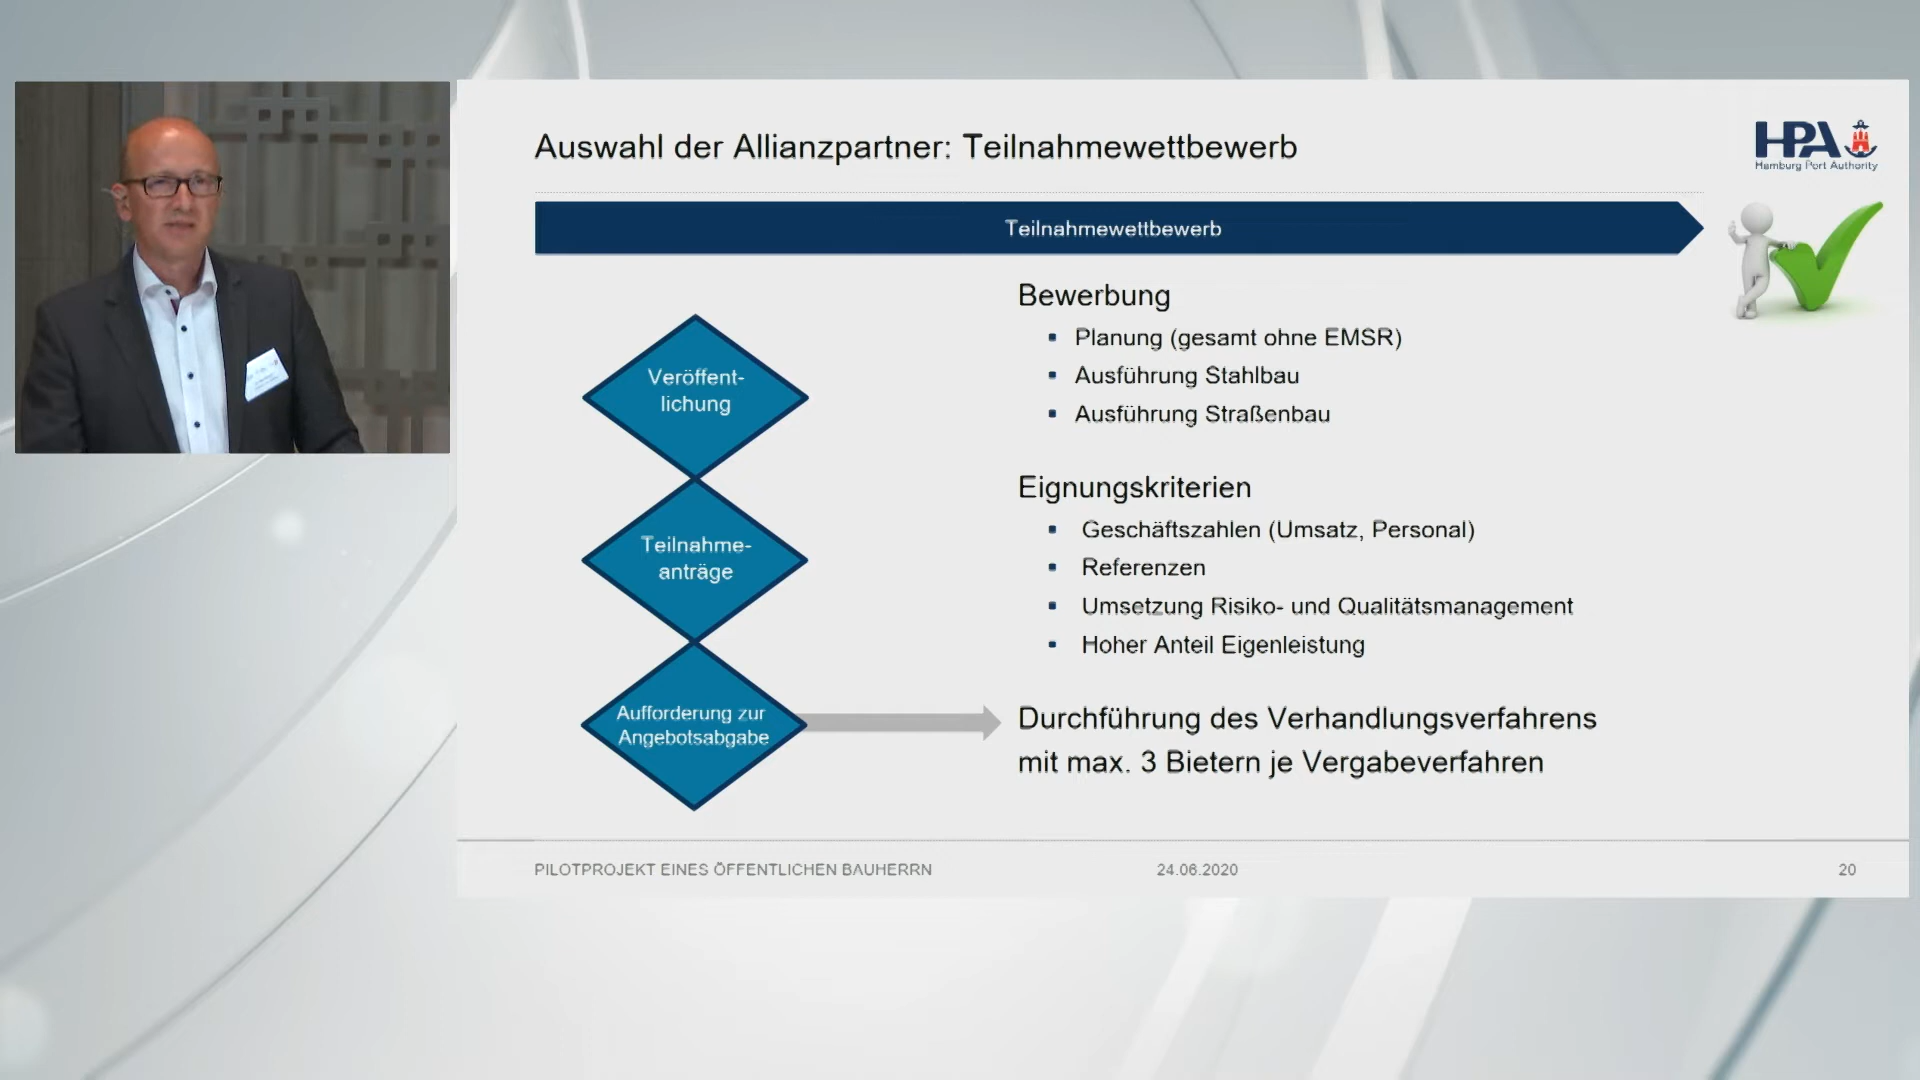 Auswahl der Allianzpartner: Teilnahmewettbewerb
HPA
Hamburg Port Authority
Teilnahmewettbewerb
Veröffent-
lichung
Teilnahme-
anträge
Aufforderung zur
Angebotsabgabe
Bewerbung
▪ Planung (gesamt ohne EMSR)
▪ Ausführung Stahlbau
▪ Ausführung Straßenbau
Eignungskriterien
▪ Geschäftszahlen (Umsatz, Personal)
▪ Referenzen
▪ Umsetzung Risiko- und Qualitätsmanagement
▪ Hoher Anteil Eigenleistung
Durchführung des Verhandlungsverfahrens
mit max. 3 Bietern je Vergabeverfahren
PILOTPROJEKT EINES ÖFFENTLICHEN BAUHERRN
24.06.2020
20